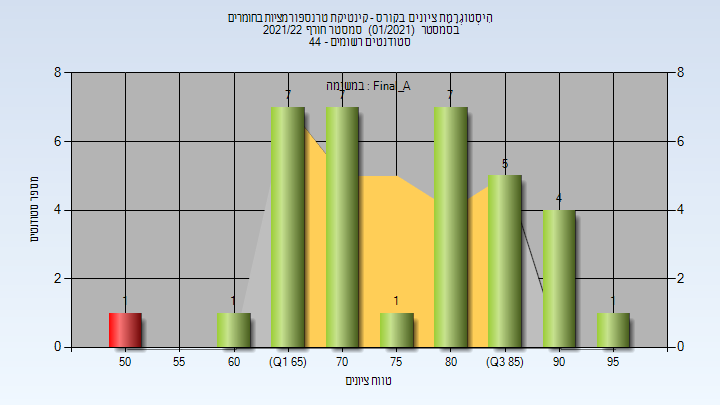 היסטוגרמת ציונים בקורס - קינטיקת טרנספורמציות בחומרים
בסמסטר (01/2021) סמסטר חורף 2021/22
סטודנטים רשומים - 44
במשימה : Final_A
8 8
6 6
4 4
2 2
0 0
1 1 7 7 1 7 5 4 1
50 55 60 (Q1 65) 70 75 80 (Q3 85) 90 95
מספר סטודנטים
טווח ציונים